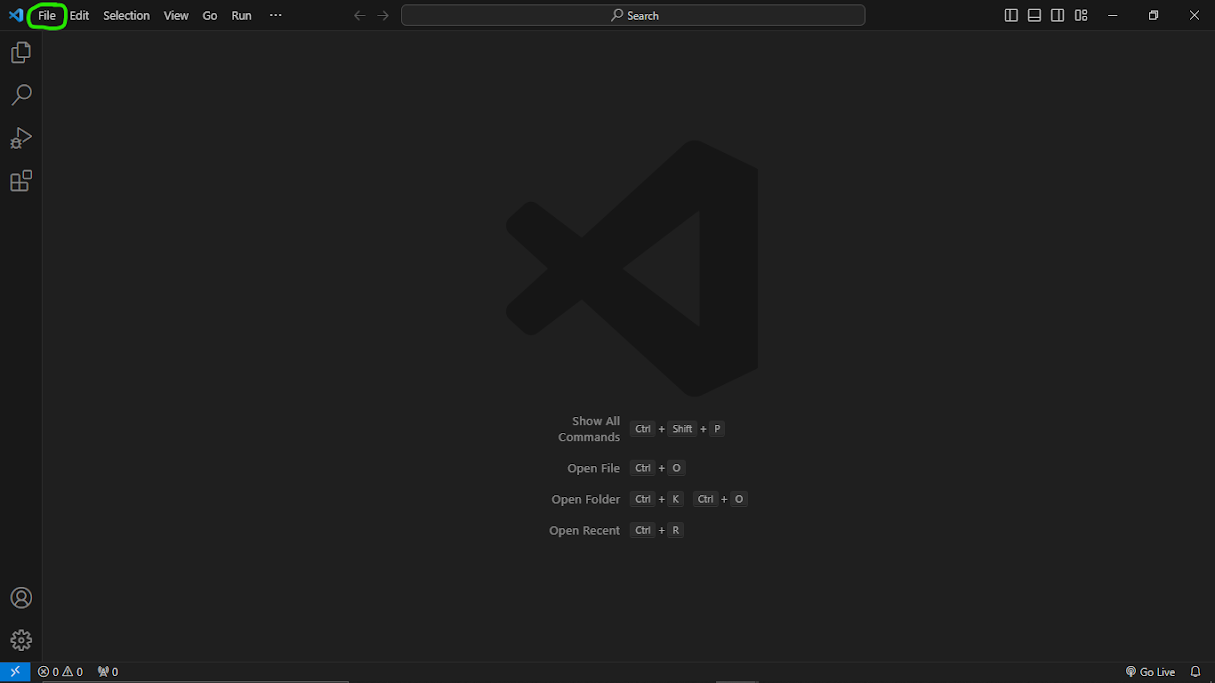 File Edit Selection View Go Run ···
Search
Show All
Commands Ctrl + Shift + P
Open File Ctrl + O
Open Folder Ctrl + K Ctrl + O
Open Recent Ctrl + R
0 0 0 Go Live